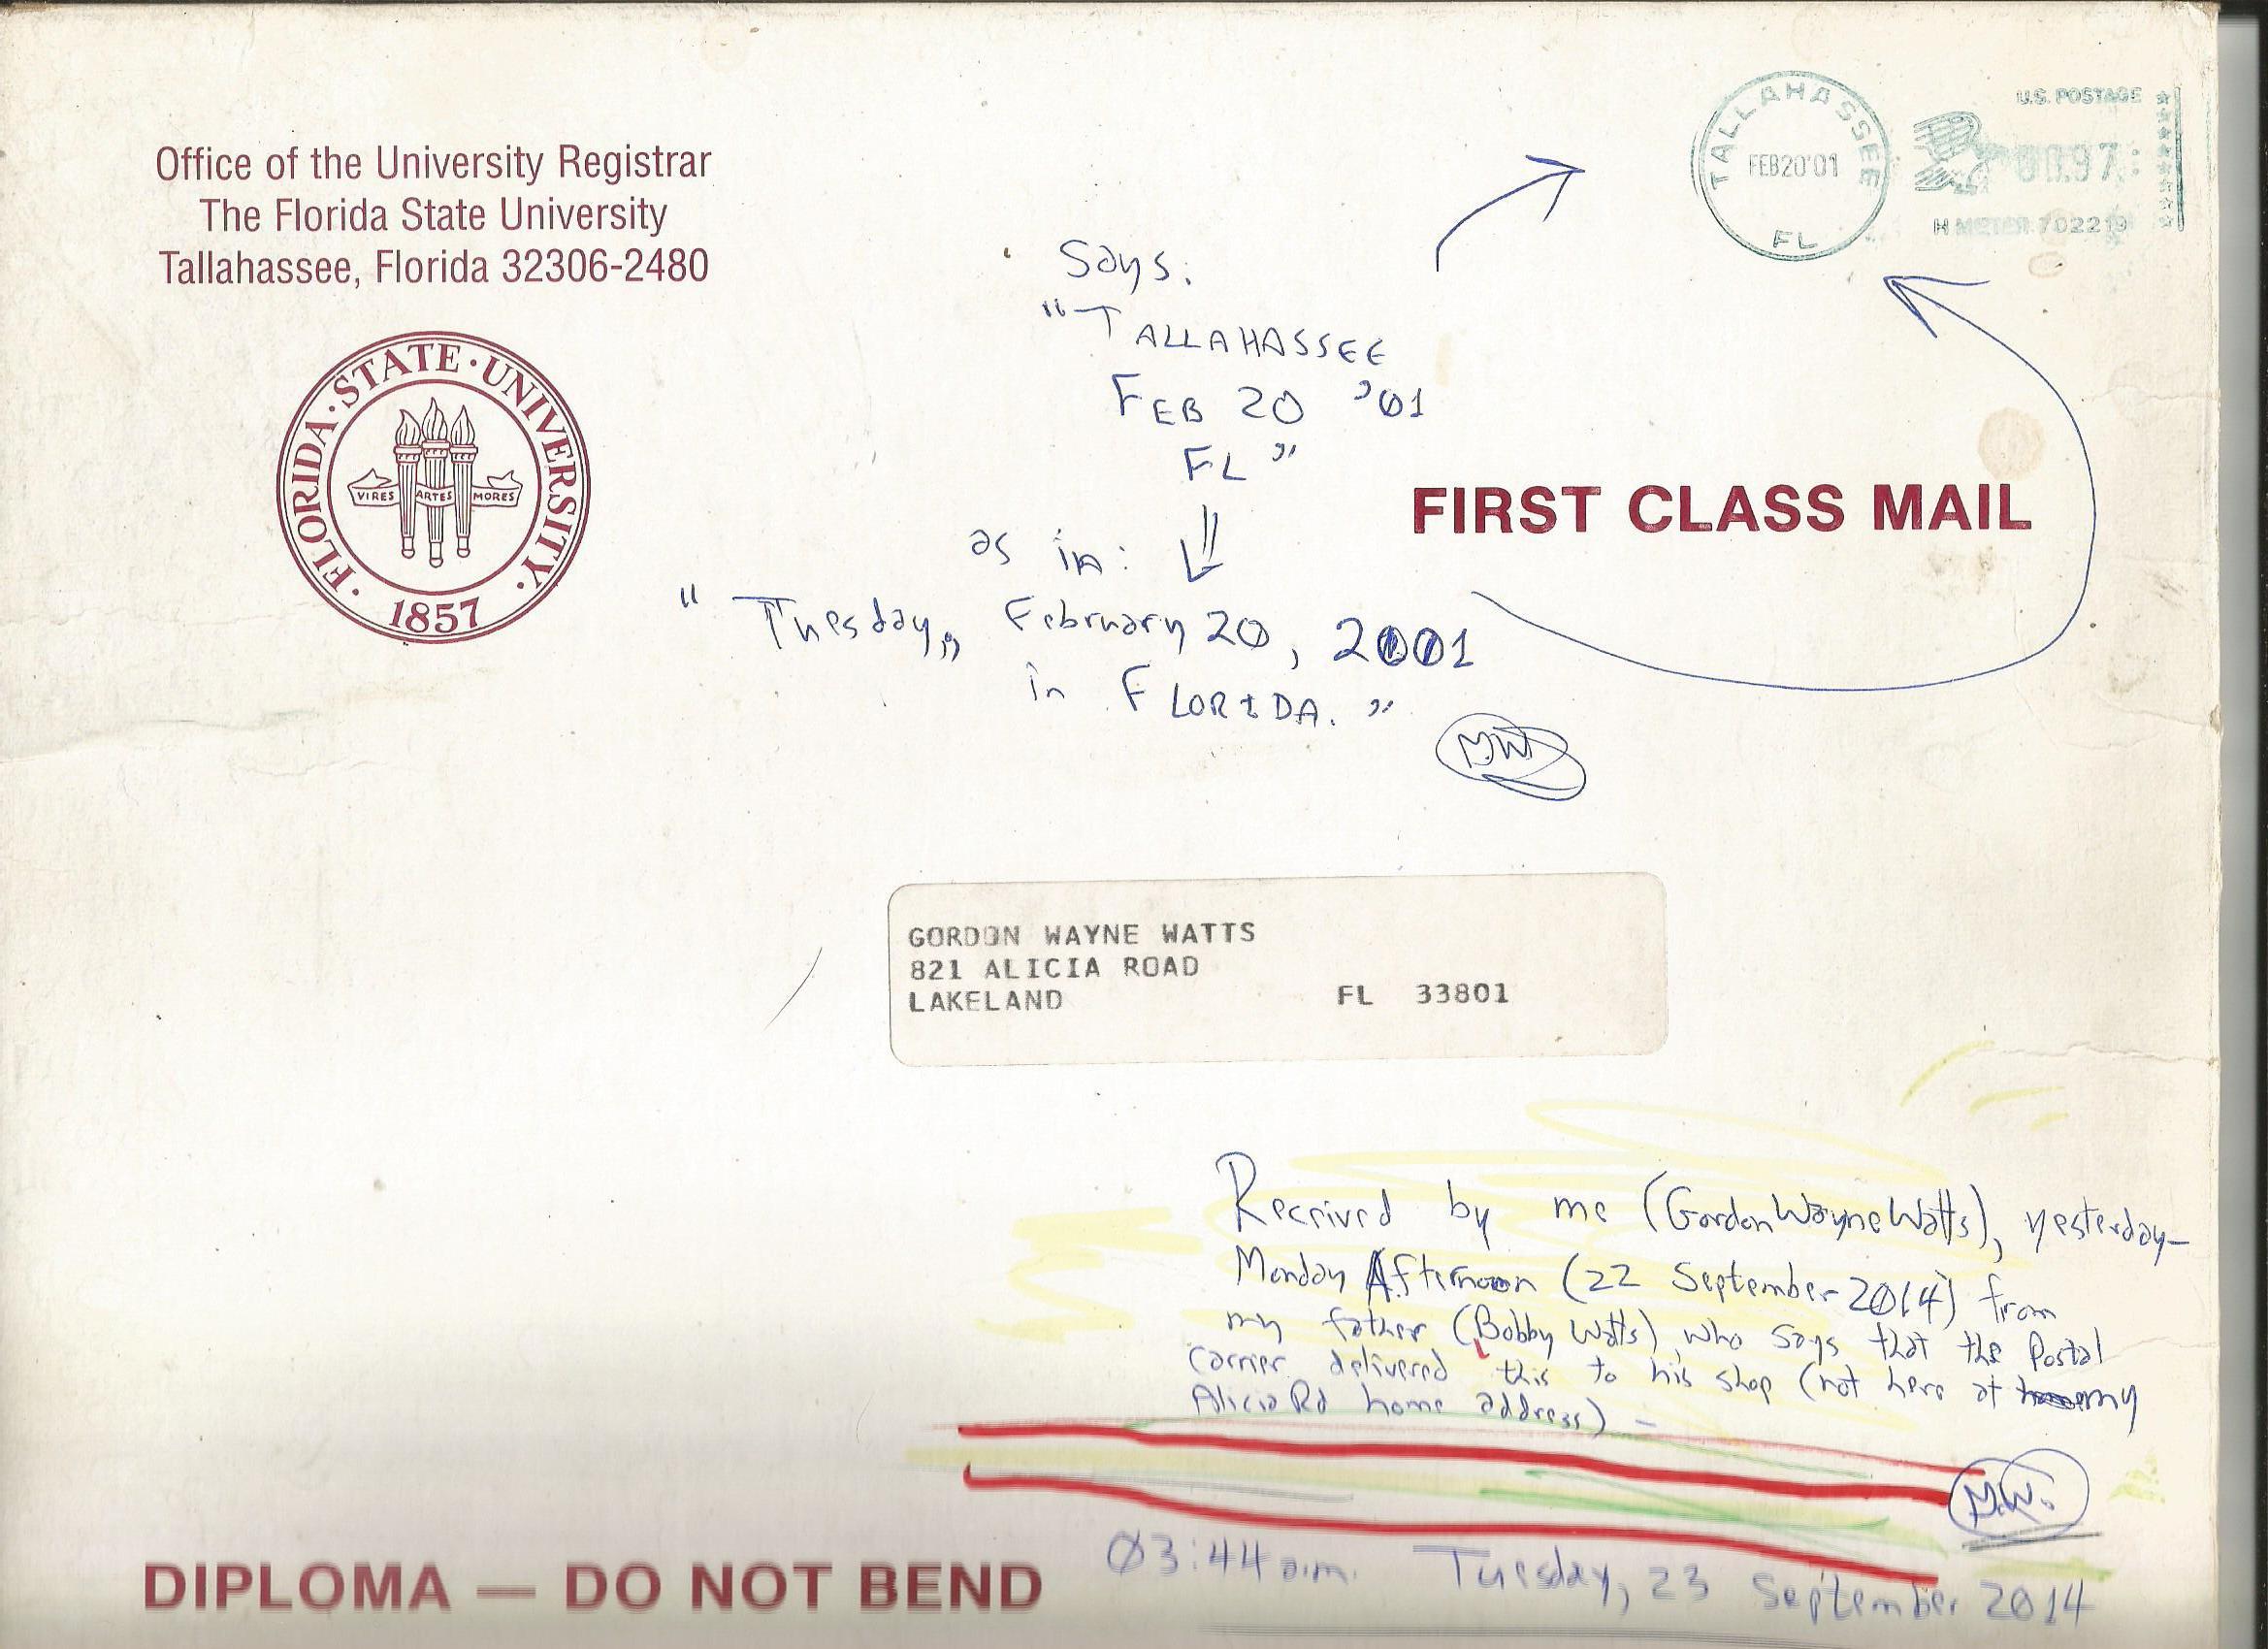 Office of the University Registrar
The Florida State University
Tallahassee, Florida 32306-2480
FLORIDA · STATE · UNIVERSITY ·
VIRES ARTES MORES
1857
TALLAHASSEE
FEB20'01
FL
U.S. POSTAGE
00.97
H METER 702219
Says:
"TALLAHASSEE
FEB 20 '01
FL"
as in:
"Tuesday,, February 20, 2001
in FLORIDA."
FIRST CLASS MAIL
GORDON WAYNE WATTS
821 ALICIA ROAD
LAKELAND FL 33801
Received by me (Gordon Wayne Watts), yesterday-
Monday Afternoon (22 September 2014) from
my father (Bobby Watts), who says that the Postal
carrier delivered this to his shop (not here at my
Alicia Rd home address) -
03:44 a.m. Tuesday, 23 September 2014
DIPLOMA — DO NOT BEND